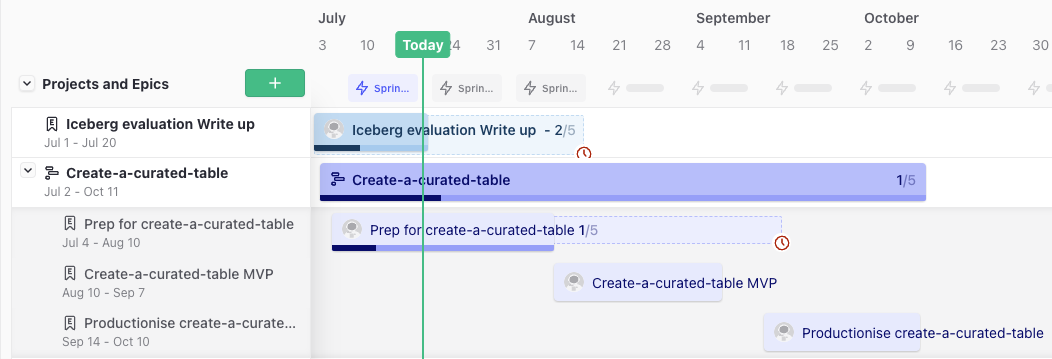 July August September October
3 10 Today 24 31 7 14 21 28 4 11 18 25 2 9 16 23 30
Projects and Epics + Sprin... Sprin... Sprin...
Iceberg evaluation Write up
Jul 1 - Jul 20
Iceberg evaluation Write up - 2/5
Create-a-curated-table
Jul 2 - Oct 11
Create-a-curated-table 1/5
Prep for create-a-curated-table
Jul 4 - Aug 10
Prep for create-a-curated-table 1/5
Create-a-curated-table MVP
Aug 10 - Sep 7
Create-a-curated-table MVP
Productionise create-a-curate...
Sep 14 - Oct 10
Productionise create-a-curated-table